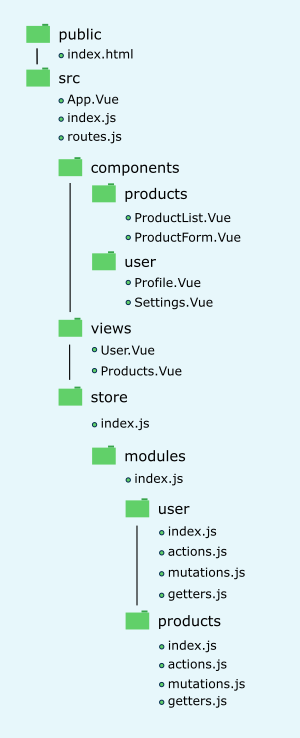 public
index.html
src
App.Vue
index.js
routes.js
components
products
ProductList.Vue
ProductForm.Vue
user
Profile.Vue
Settings.Vue
views
User.Vue
Products.Vue
store
index.js
modules
index.js
user
index.js
actions.js
mutations.js
getters.js
products
index.js
actions.js
mutations.js
getters.js